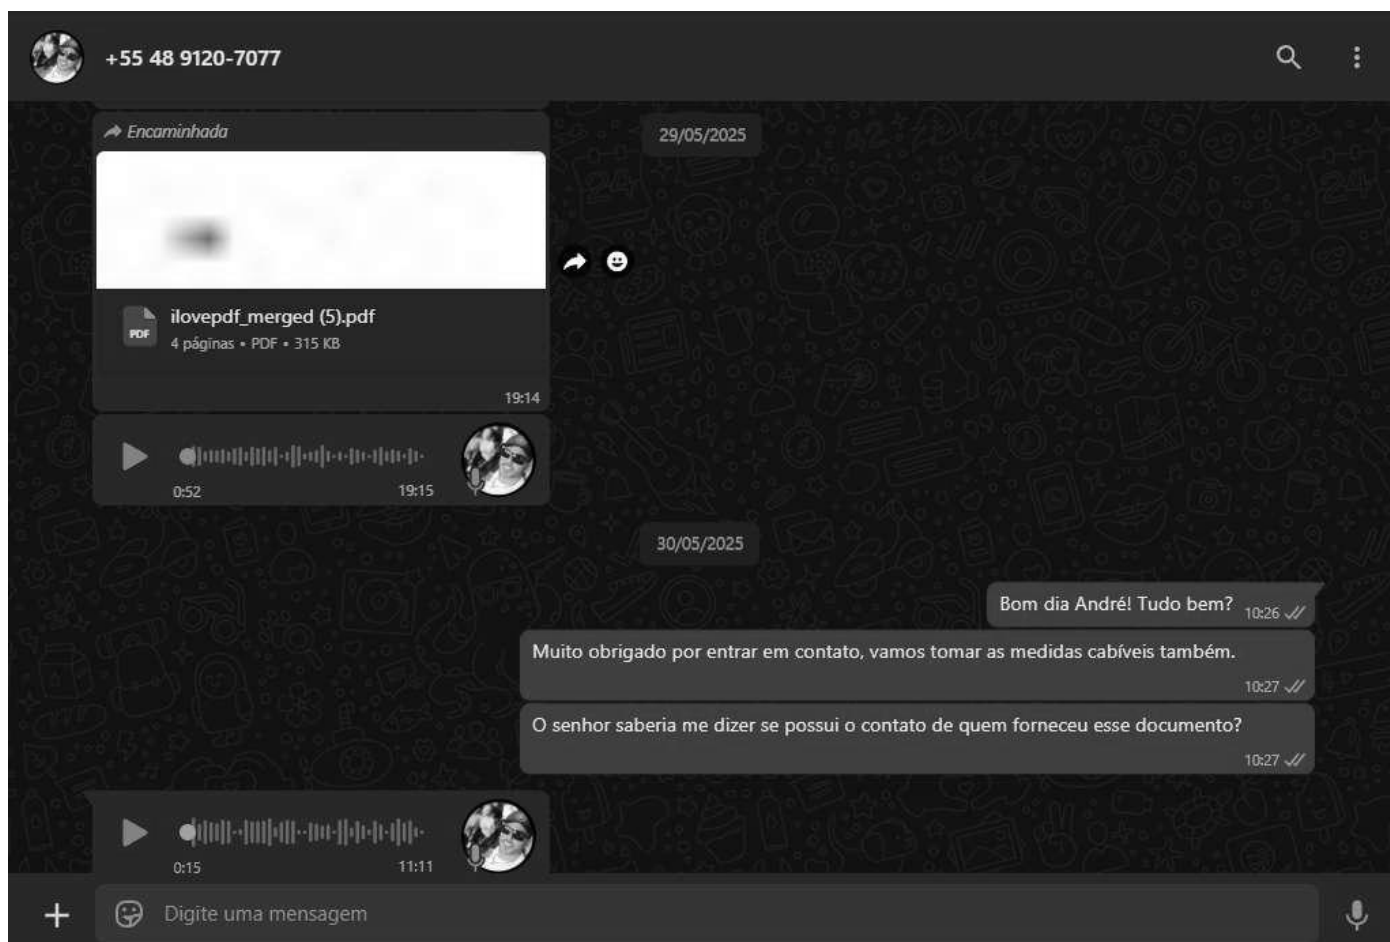 +55 48 9120-7077
Encaminhada
29/05/2025
PDF
ilovepdf_merged (5).pdf
4 páginas • PDF • 315 KB
19:14
0:52
19:15
30/05/2025
Bom dia André! Tudo bem?
10:26
Muito obrigado por entrar em contato, vamos tomar as medidas cabíveis também.
10:27
O senhor saberia me dizer se possui o contato de quem forneceu esse documento?
10:27
0:15
11:11
Digite uma mensagem